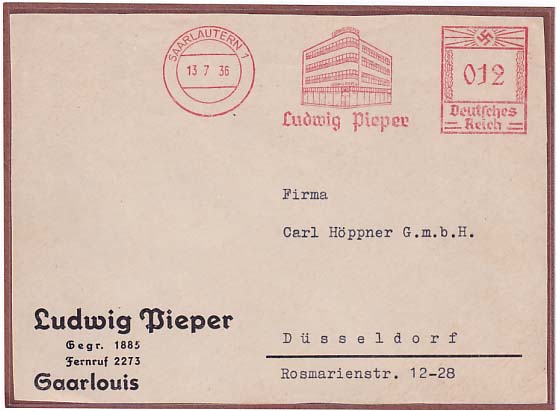 SAARLAUTERN 1
13 7 36
Ludwig Pieper
012
Deutsches
Reich
Firma
Carl Höppner G.m.b.H.
Düsseldorf
Rosmarienstr. 12-28
Ludwig Pieper
Gegr. 1885
Fernruf 2273
Saarlouis